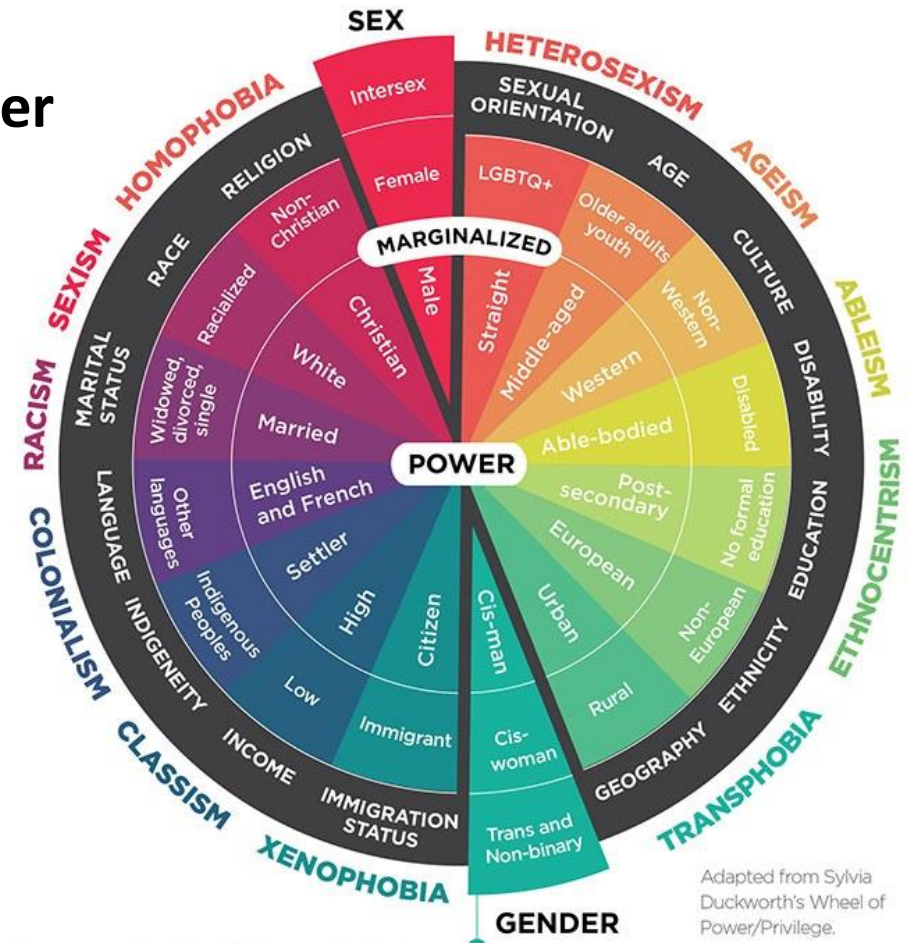 er
SEX
Intersex
Female
Male
MARGINALIZED
POWER
HETEROSEXISM
SEXUAL
ORIENTATION
LGBTQ+
Straight
AGEISM
AGE
Older adults
youth
Middle-aged
CULTURE
Non-
Western
Western
ABLEISM
DISABILITY
Disabled
Able-bodied
EDUCATION
No formal
education
Post-
secondary
ETHNOCENTRISM
ETHNICITY
Non-
European
European
GEOGRAPHY
Rural
Urban
TRANSPHOBIA
Cis-man
Cis-
woman
Trans and
Non-binary
GENDER
IMMIGRATION
STATUS
Immigrant
Citizen
XENOPHOBIA
INCOME
Low
High
CLASSISM
INDIGENEITY
Indigenous
Peoples
Settler
COLONIALISM
LANGUAGE
Other
languages
English
and French
RACISM
MARITAL
STATUS
Widowed,
divorced,
single
Married
SEXISM
RACE
Racialized
White
HOMOPHOBIA
RELIGION
Non-
Christian
Christian
Adapted from Sylvia
Duckworth's Wheel of
Power/Privilege.